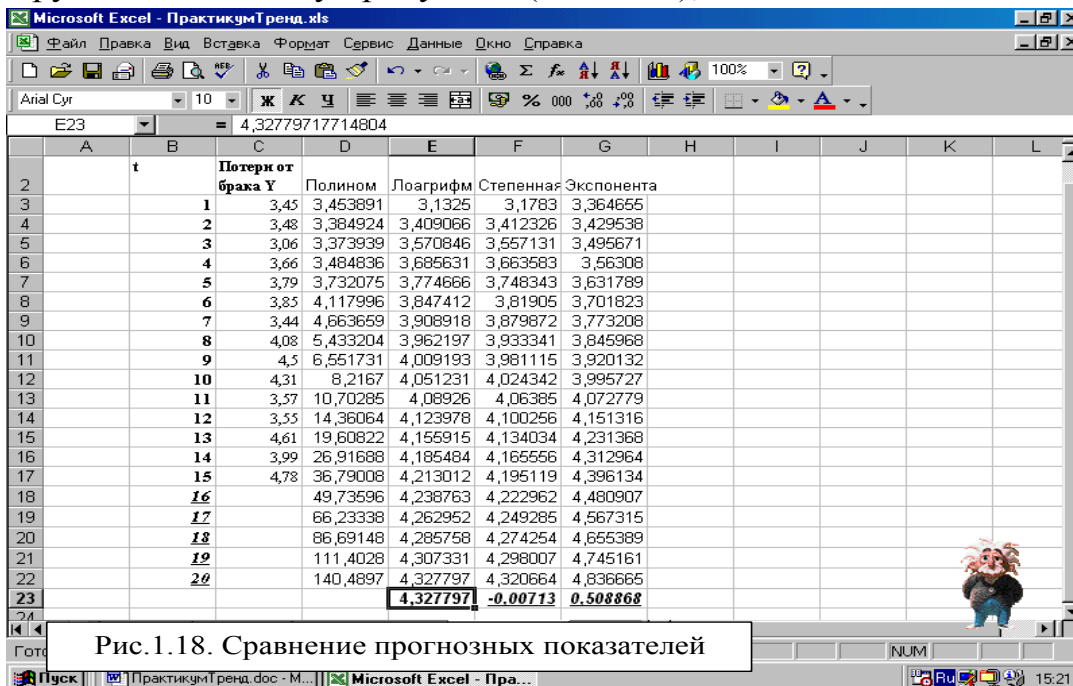 Microsoft Excel - ПрактикумТренд.xls
Файл Правка Вид Вставка Формат Сервис Данные Окно Справка
100%
Arial Cyr 10 Ж К Ч % 000
E23 = 4,32779717714804
A B C D E F G H I J K L
2 t Потери от брака Y Полином Лоагрифм Степенная Экспонента
3 1 3,45 3,453891 3,1325 3,1783 3,364655
4 2 3,48 3,384924 3,409066 3,412326 3,429538
5 3 3,06 3,373939 3,570846 3,557131 3,495671
6 4 3,66 3,484836 3,685631 3,663583 3,56308
7 5 3,79 3,732075 3,774666 3,748343 3,631789
8 6 3,85 4,117996 3,847412 3,81905 3,701823
9 7 3,44 4,663659 3,908918 3,879872 3,773208
10 8 4,08 5,433204 3,962197 3,933341 3,845968
11 9 4,5 6,551731 4,009193 3,981115 3,920132
12 10 4,31 8,2167 4,051231 4,024342 3,995727
13 11 3,57 10,70285 4,08926 4,06385 4,072779
14 12 3,55 14,36064 4,123978 4,100256 4,151316
15 13 4,61 19,60822 4,155915 4,134034 4,231368
16 14 3,99 26,91688 4,185484 4,165556 4,312964
17 15 4,78 36,79008 4,213012 4,195119 4,396134
18 16 49,73596 4,238763 4,222962 4,480907
19 17 66,23338 4,262952 4,249285 4,567315
20 18 86,69148 4,285758 4,274254 4,655389
21 19 111,4028 4,307331 4,298007 4,745161
22 20 140,4897 4,327797 4,320664 4,836665
23 4,327797 -0,00713 0,508868
Рис.1.18. Сравнение прогнозных показателей
NUM
Пуск ПрактикумТренд.doc - M... Microsoft Excel - Пра... Ru 15:21